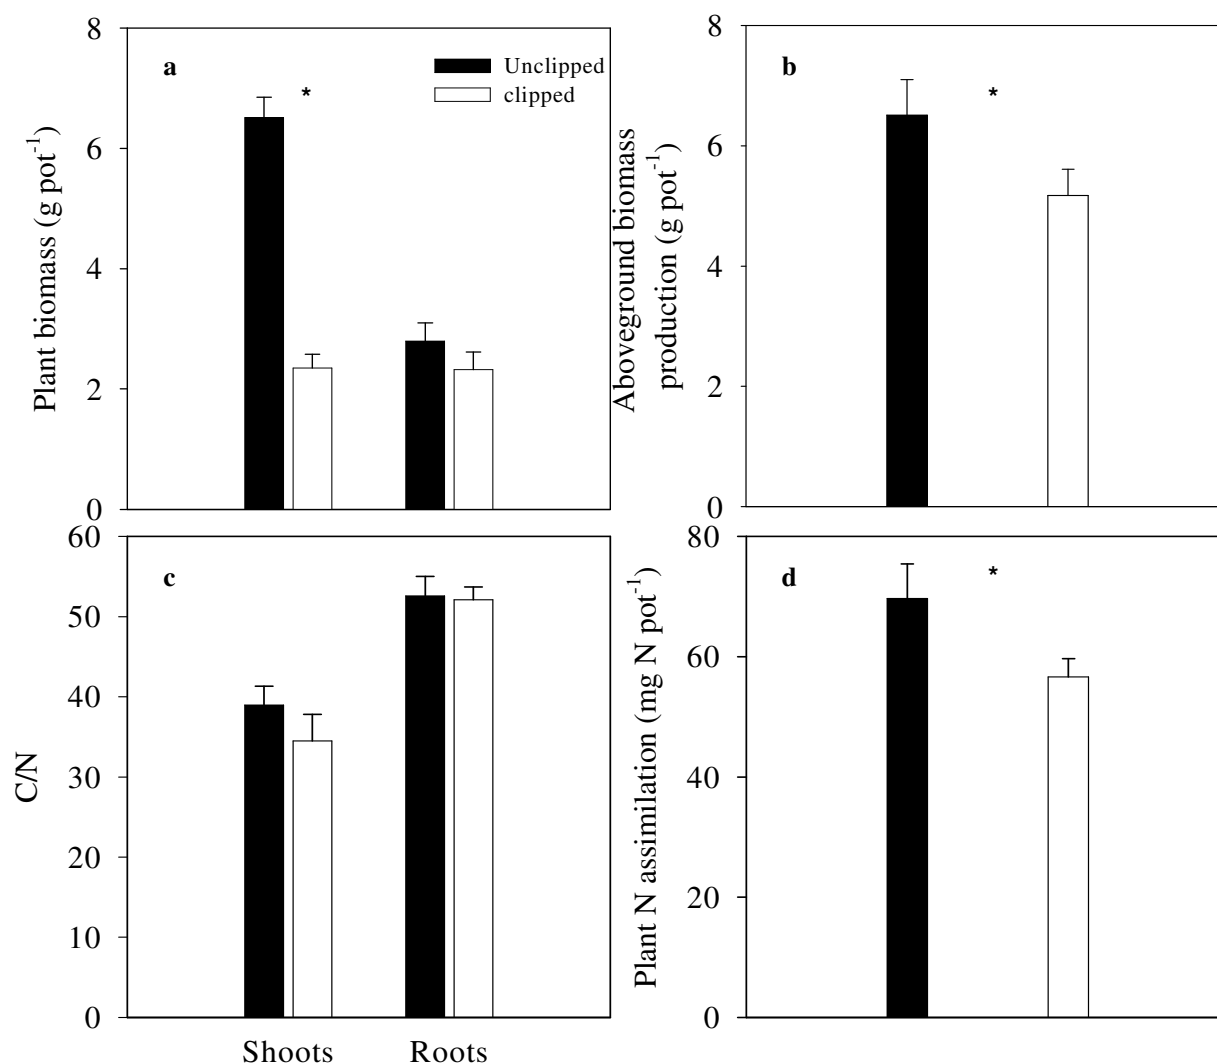 a
Unclipped
clipped
*
Plant biomass (g pot-1)
8
6
4
2
0
b
*
Aboveground biomass
production (g pot-1)
8
6
4
2
0
c
C/N
60
50
40
30
20
10
0
Shoots Roots
d
*
Plant N assimilation (mg N pot-1)
80
60
40
20
0